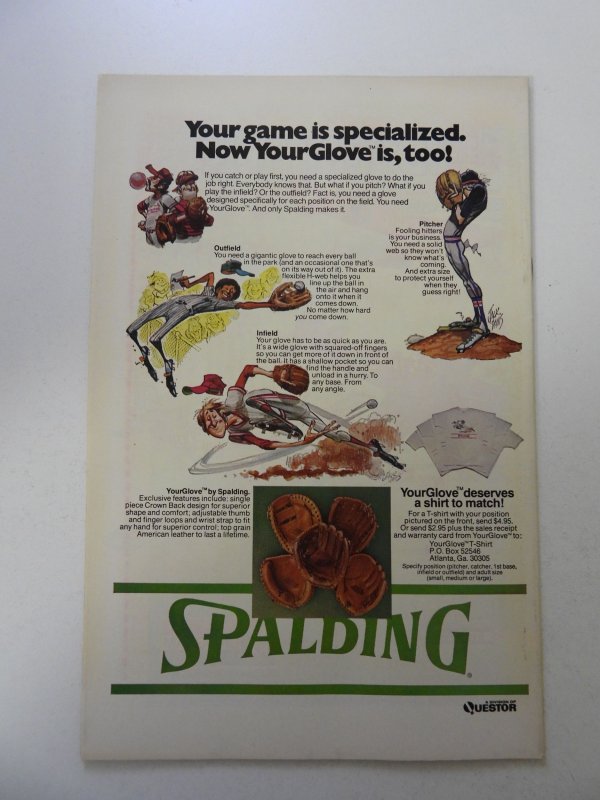 Your game is specialized.
Now YourGlove™ is, too!
If you catch or play first, you need a specialized glove to do the
job right. Everybody knows that. But what if you pitch? What if you
play the infield? Or the outfield? Fact is, you need a glove
designed specifically for each position on the field. You need
YourGlove™. And only Spalding makes it.
Pitcher
Fooling hitters
is your business.
You need a solid
web so they won't
know what's
coming.
And extra size
to protect yourself
when they
guess right!
Outfield
You need a gigantic glove to reach every ball
in the park (and an occasional one that's
on its way out of it). The extra
flexible H-web helps you
line up the ball in
the air and hang
onto it when it
comes down.
No matter how hard
you come down.
Infield
Your glove has to be as quick as you are.
It's a wide glove with squared-off fingers
so you can get more of it down in front of
the ball. It has a shallow pocket so you can
find the handle and
unload in a hurry. To
any base. From
any angle.
YourGlove™ by Spalding.
Exclusive features include: single
piece Crown Back design for superior
shape and comfort; adjustable thumb
and finger loops and wrist strap to fit
any hand for superior control; top grain
American leather to last a lifetime.
YourGlove™ deserves
a shirt to match!
For a T-shirt with your position
pictured on the front, send $4.95.
Or send $2.95 plus the sales receipt
and warranty card from YourGlove™ to:
YourGlove™ T-Shirt
P.O. Box 52546
Atlanta, Ga. 30305
Specify position (pitcher, catcher, 1st base,
infield or outfield) and adult size
(small, medium or large).
SPALDING®
A DIVISION OF
QUESTOR